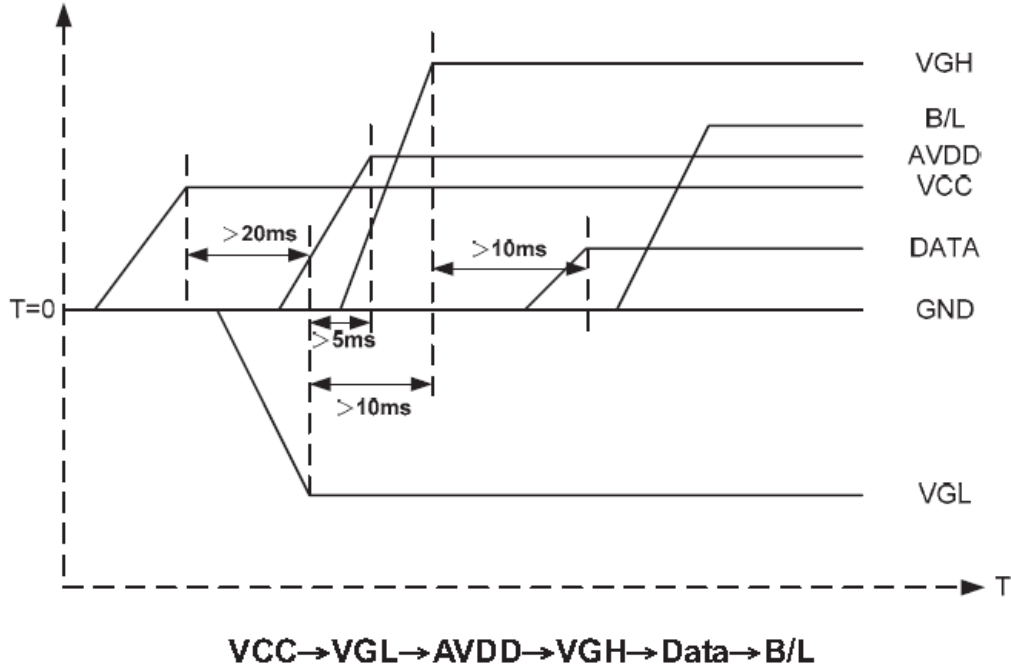 VGH
B/L
AVDD
VCC
>20ms
>10ms
DATA
T=0
GND
>5ms
>10ms
VGL
T
VCC→VGL→AVDD→VGH→Data→B/L